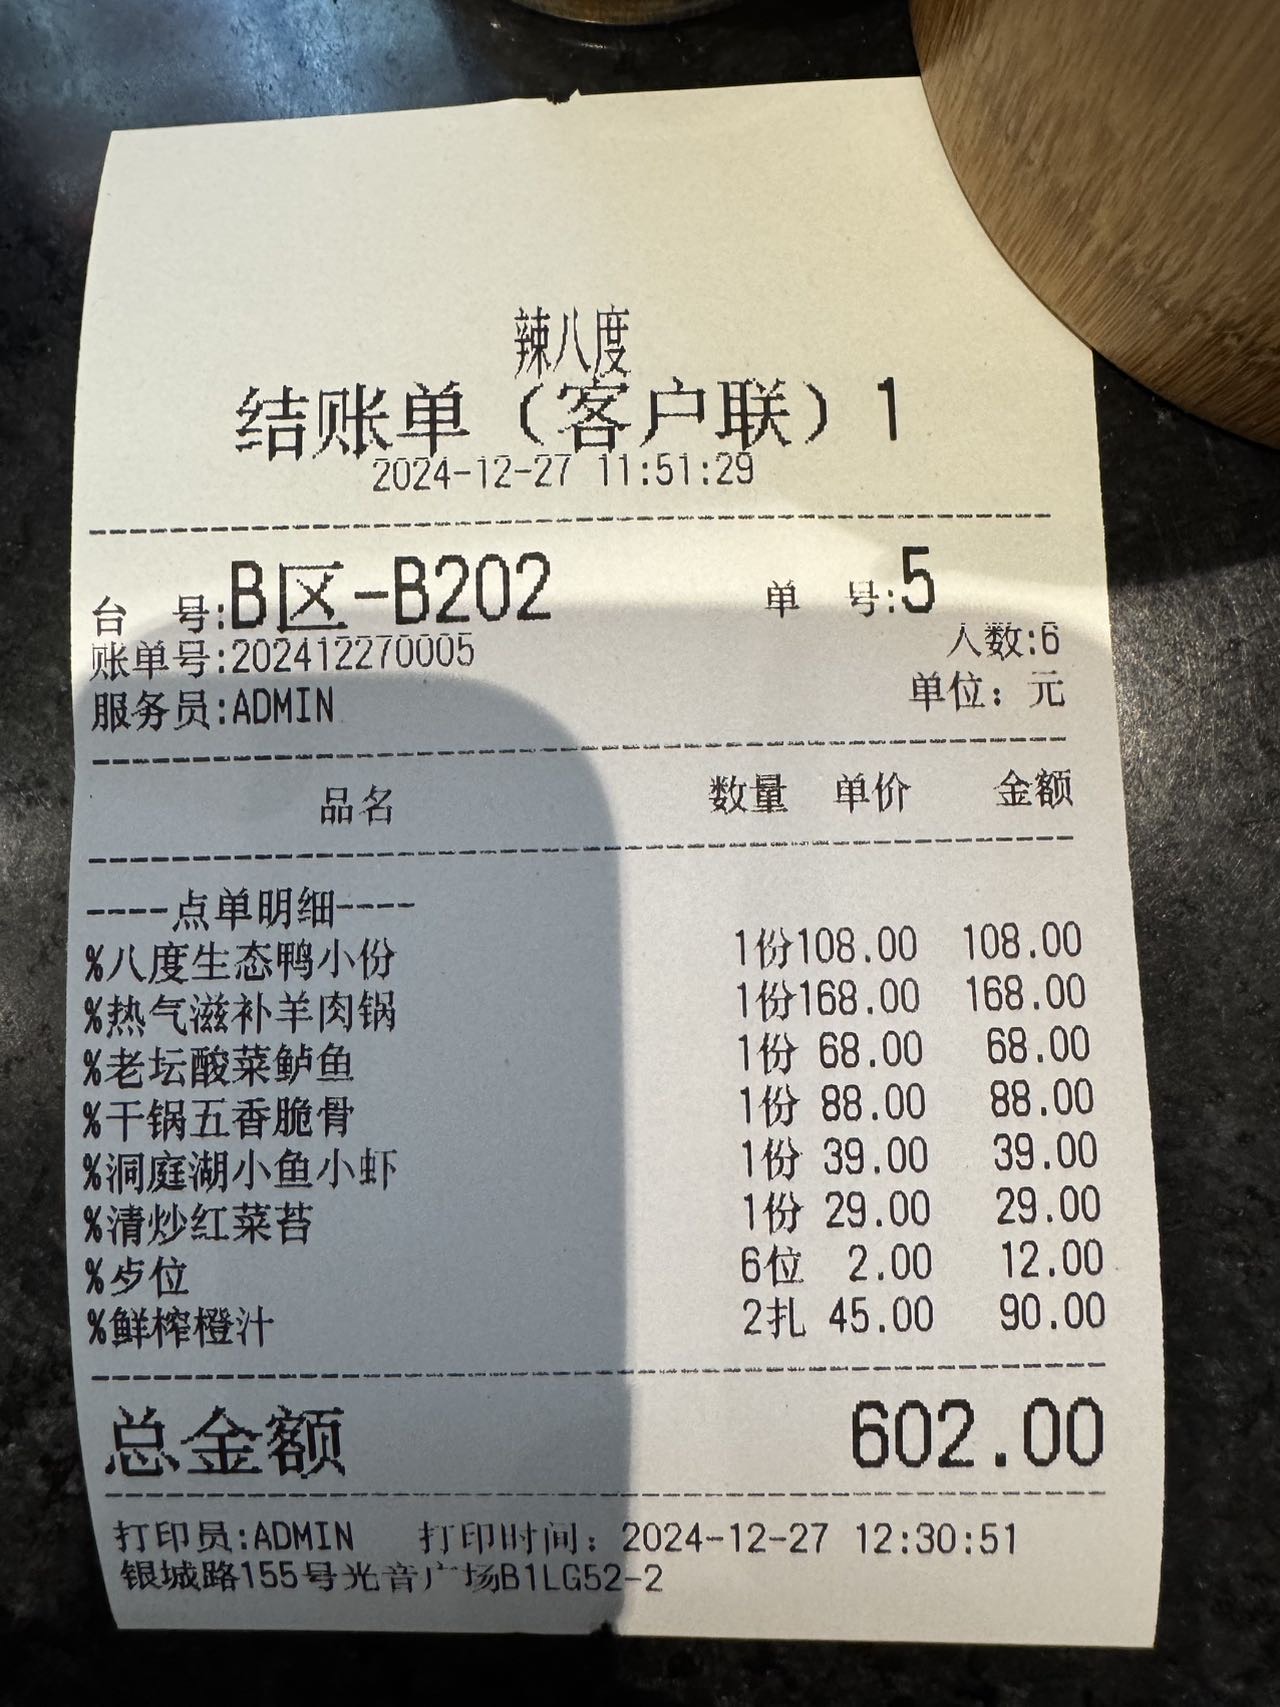 辣八度
结账单（客户联）1
2024-12-27 11:51:29
台 号:B区-B202 单 号:5
账单号:202412270005 人数:6
服务员:ADMIN 单位：元
品名 数量 单价 金额
----点单明细----
%八度生态鸭小份 1份108.00 108.00
%热气滋补羊肉锅 1份168.00 168.00
%老坛酸菜鲈鱼 1份 68.00 68.00
%干锅五香脆骨 1份 88.00 88.00
%洞庭湖小鱼小虾 1份 39.00 39.00
%清炒红菜苔 1份 29.00 29.00
%歺位 6位 2.00 12.00
%鲜榨橙汁 2扎 45.00 90.00
总金额 602.00
打印员:ADMIN 打印时间：2024-12-27 12:30:51
银城路155号光音广场B1LG52-2